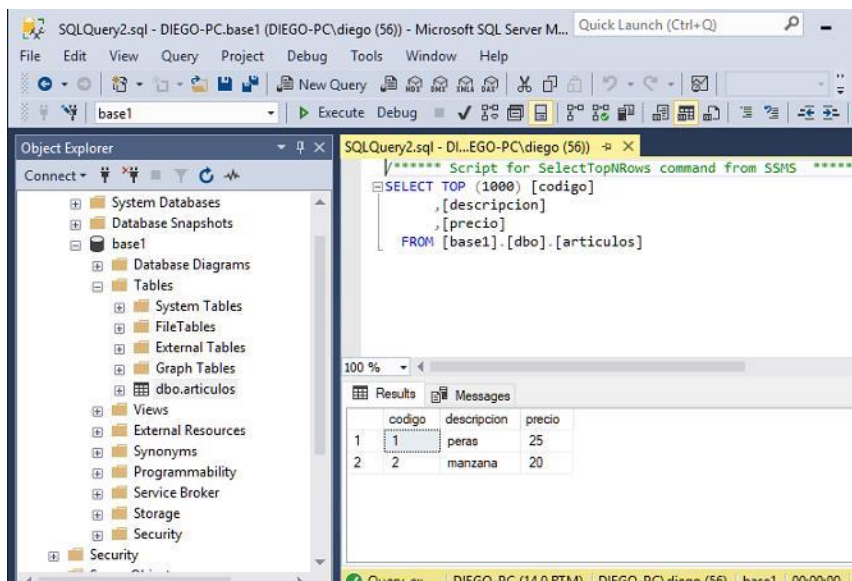 SQLQuery2.sql - DIEGO-PC.base1 (DIEGO-PC\diego (56)) - Microsoft SQL Server M... Quick Launch (Ctrl+Q)
File Edit View Query Project Debug Tools Window Help
New Query MDX DMX XMLA DAX
base1 Execute Debug
Object Explorer
Connect
System Databases
Database Snapshots
base1
Database Diagrams
Tables
System Tables
FileTables
External Tables
Graph Tables
dbo.articulos
Views
External Resources
Synonyms
Programmability
Service Broker
Storage
Security
Security
SQLQuery2.sql - DI...EGO-PC\diego (56))
/****** Script for SelectTopNRows command from SSMS *****
SELECT TOP (1000) [codigo]
,[descripcion]
,[precio]
FROM [base1].[dbo].[articulos]
100 %
Results Messages
codigo descripcion precio
1 1 peras 25
2 2 manzana 20
DIEGO-PC (14.0 RTM) DIEGO-PC\diego (56) base1 00:00:00